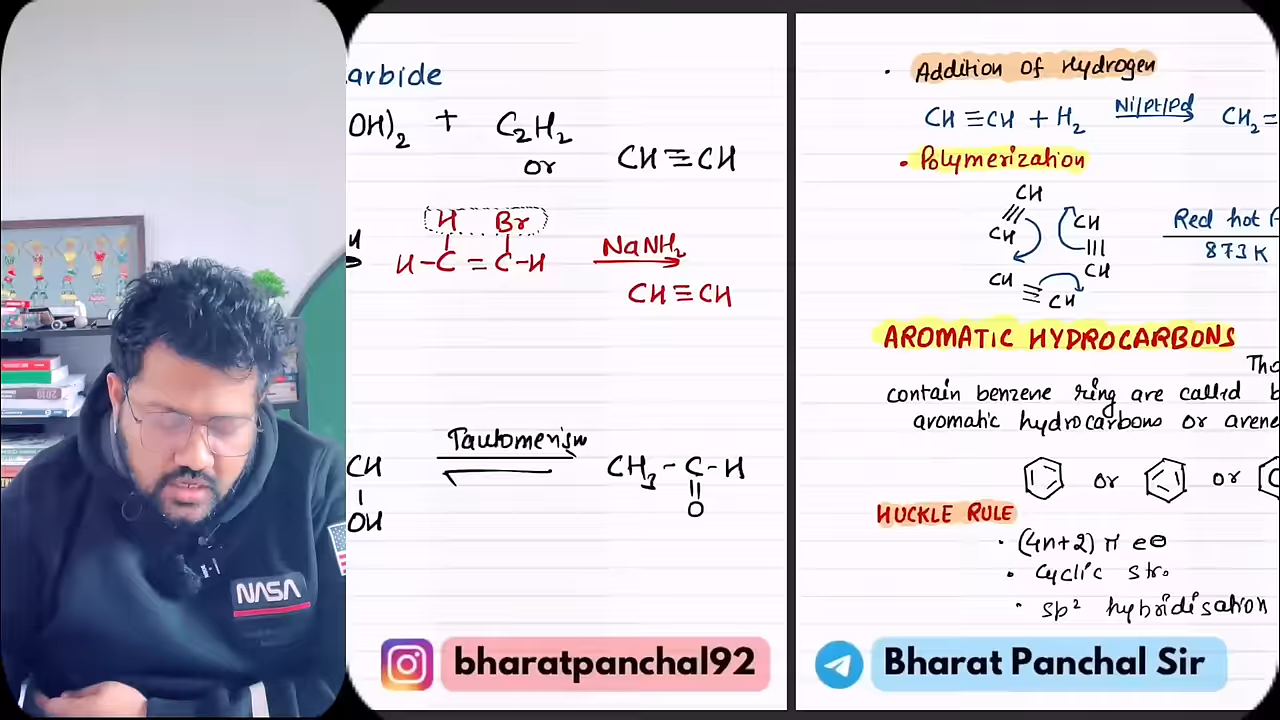 arbide
OH)₂ + C₂H₂
or
CH≡CH
H Br
H-C=C-H
NaNH₂
CH≡CH
CH
OH
Tautomerism
CH₃-C-H
O
NASA
bharatpanchal92
• Addition of Hydrogen
CH≡CH + H₂ Ni/Pt/Pd CH₂=
• Polymerization
CH
CH
CH
CH
CH
CH
Red hot
873K
AROMATIC HYDROCARBONS
Tho
contain benzene ring are called b
aromatic hydrocarbons or arene
or or
HUCKLE RULE
• (4n+2) π e⊖
• Cyclic Str.
• sp² hybridisation
Bharat Panchal Sir